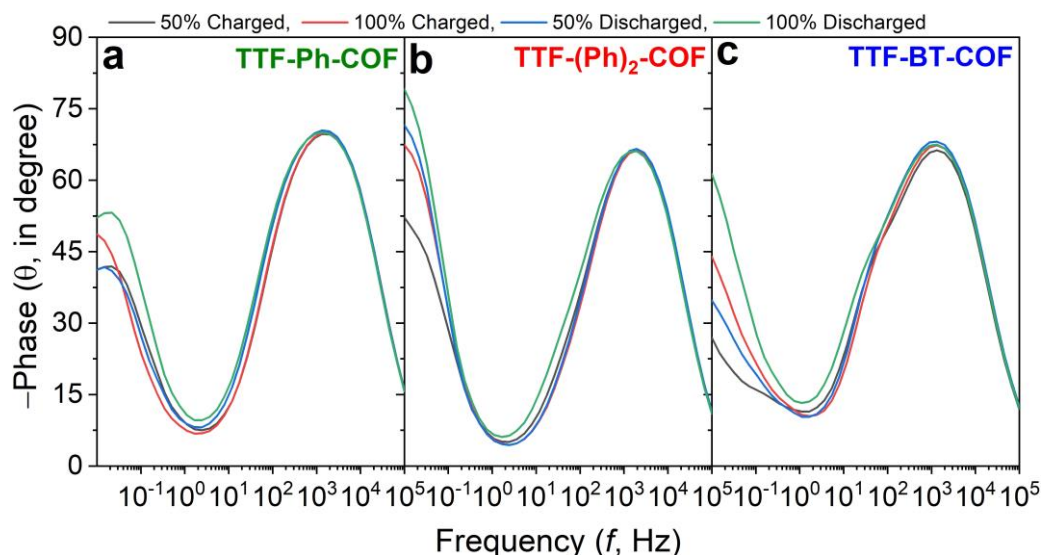 50% Charged, 100% Charged, 50% Discharged, 100% Discharged
a TTF-Ph-COF
b TTF-(Ph)₂-COF
c TTF-BT-COF
90
75
60
45
30
15
0
−Phase (θ, in degree)
10⁻¹ 10⁰ 10¹ 10² 10³ 10⁴ 10⁵
10⁻¹ 10⁰ 10¹ 10² 10³ 10⁴ 10⁵
10⁻¹ 10⁰ 10¹ 10² 10³ 10⁴ 10⁵
Frequency (f, Hz)